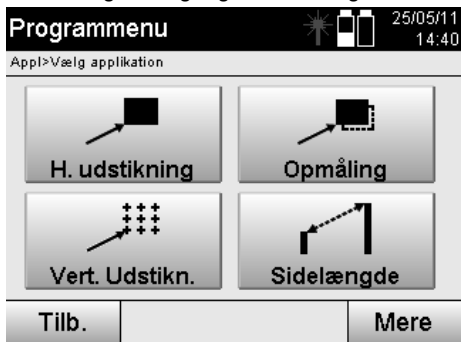 Programmenu
25/05/11
14:40
Appl>Vælg applikation
H. udstikning
Opmåling
Vert. Udstikn.
Sidelængde
Tilb.
Mere